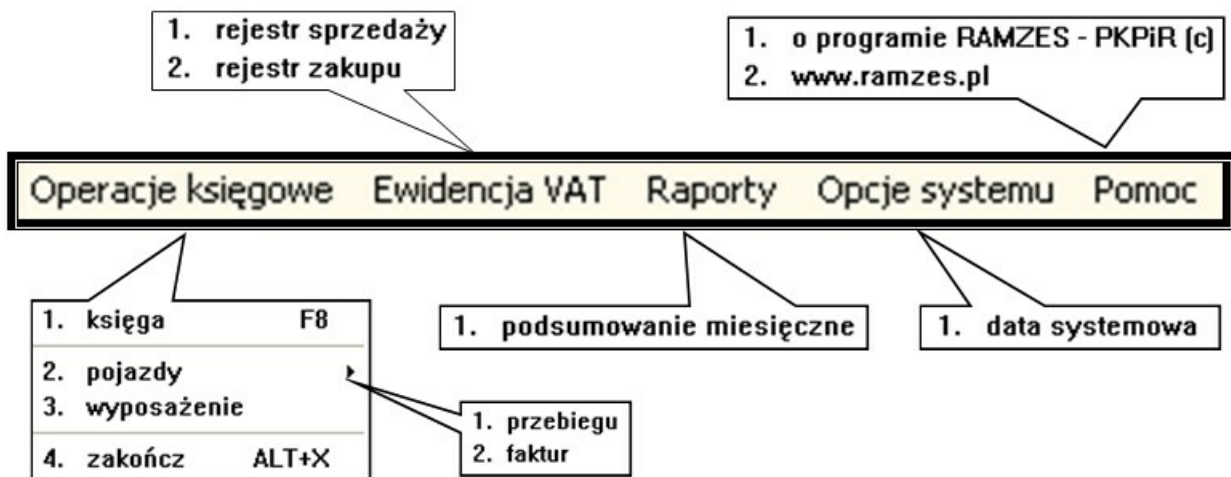 1. rejestr sprzedaży
2. rejestr zakupu
1. o programie RAMZES - PKPiR (c)
2. www.ramzes.pl
Operacje księgowe Ewidencja VAT Raporty Opcje systemu Pomoc
1. księga F8
2. pojazdy
3. wyposażenie
4. zakończ ALT+X
1. przebiegu
2. faktur
1. podsumowanie miesięczne
1. data systemowa